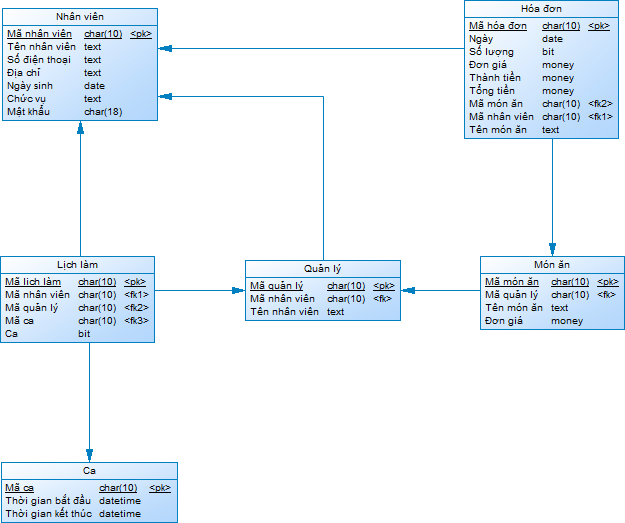 Nhân viên
Mã nhân viên char(10) <pk>
Tên nhân viên text
Số điện thoại text
Địa chỉ text
Ngày sinh date
Chức vụ text
Mật khẩu char(18)
Hóa đơn
Mã hóa đơn char(10) <pk>
Ngày date
Số lượng bit
Đơn giá money
Thành tiền money
Tổng tiền money
Mã món ăn char(10) <fk2>
Mã nhân viên char(10) <fk1>
Tên món ăn text
Lịch làm
Mã lịch làm char(10) <pk>
Mã nhân viên char(10) <fk1>
Mã quản lý char(10) <fk2>
Mã ca char(10) <fk3>
Ca bit
Quản lý
Mã quản lý char(10) <pk>
Mã nhân viên char(10) <fk>
Tên nhân viên text
Món ăn
Mã món ăn char(10) <pk>
Mã quản lý char(10) <fk>
Tên món ăn text
Đơn giá money
Ca
Mã ca char(10) <pk>
Thời gian bắt đầu datetime
Thời gian kết thúc datetime